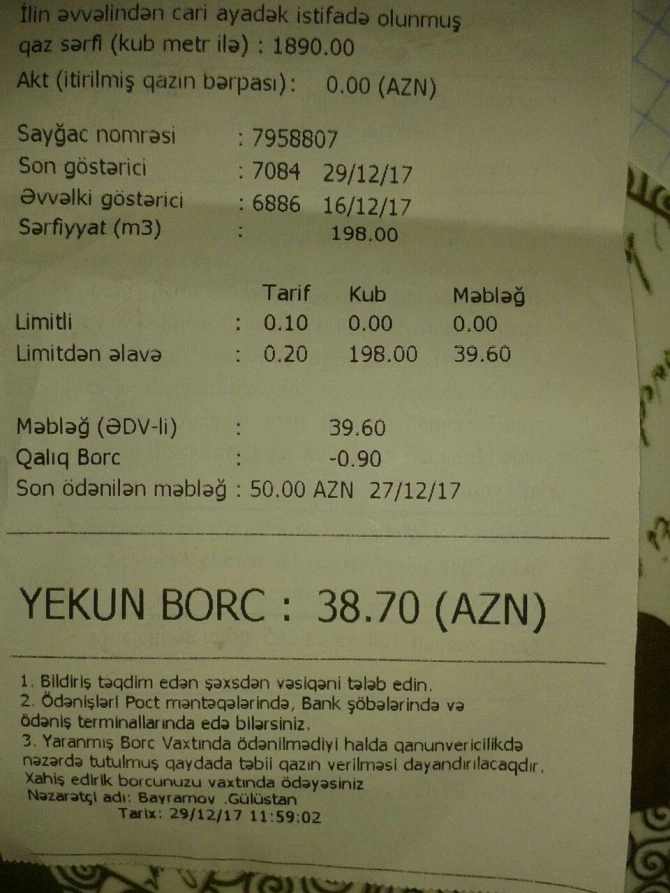 İlin əvvəlindən cari ayadək istifadə olunmuş
qaz sərfi (kub metr ilə) : 1890.00
Akt (itirilmiş qazın bərpası): 0.00 (AZN)
Sayğac nomrəsi : 7958807
Son göstərici : 7084 29/12/17
Əvvəlki göstərici : 6886 16/12/17
Sərfiyyat (m3) : 198.00
Tarif Kub Məbləğ
Limitli : 0.10 0.00 0.00
Limitdən əlavə : 0.20 198.00 39.60
Məbləğ (ƏDV-li) : 39.60
Qalıq Borc : -0.90
Son ödənilən məbləğ : 50.00 AZN 27/12/17
YEKUN BORC : 38.70 (AZN)
1. Bildiriş təqdim edən şəxsdən vəsiqəni tələb edin.
2. Ödənişləri Poct məntəqələrində, Bank şöbələrində və
ödəniş terminallarında edə bilərsiniz.
3. Yaranmış Borc Vaxtında ödənilmədiyi halda qanunvericilikdə
nəzərdə tutulmuş qaydada təbii qazın verilməsi dayandırılacaqdır.
Xahiş edirik borcunuzu vaxtında ödəyəsiniz
Nəzarətçi adı: Bayramov .Gülüstan
Tarix: 29/12/17 11:59:02